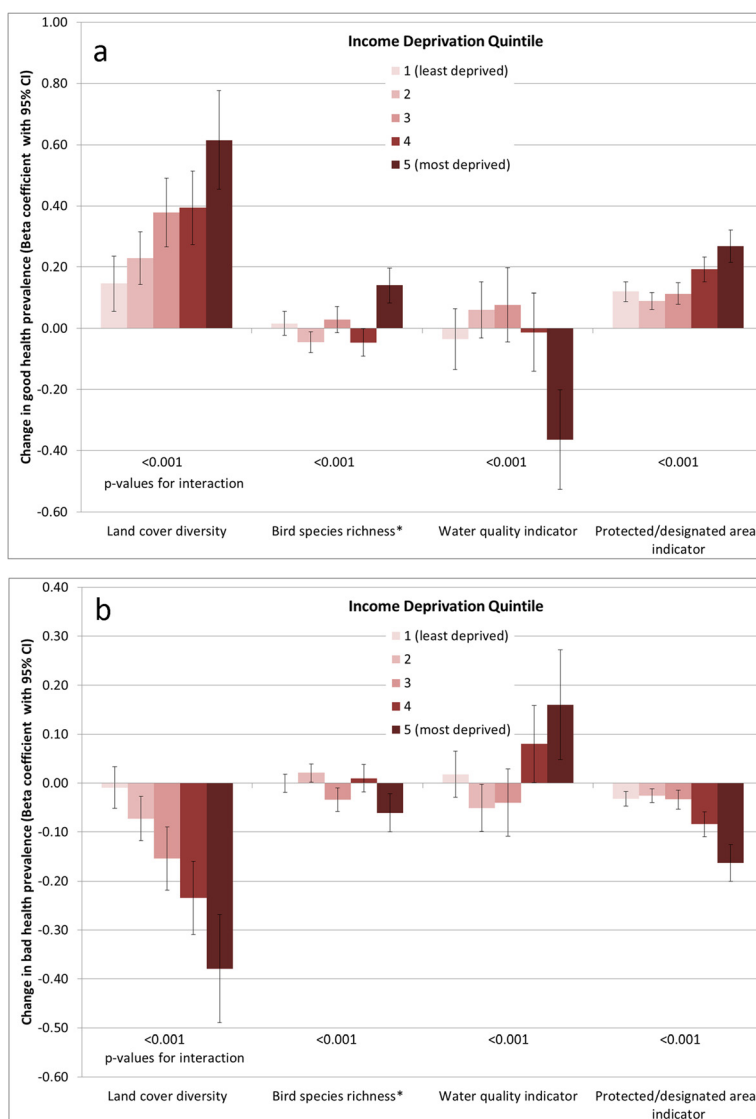 a
Income Deprivation Quintile
1 (least deprived)
2
3
4
5 (most deprived)
Change in good health prevalence (Beta coefficient with 95% CI)
1.00
0.80
0.60
0.40
0.20
0.00
-0.20
-0.40
-0.60
<0.001 <0.001 <0.001 <0.001
p-values for interaction
Land cover diversity Bird species richness* Water quality indicator Protected/designated area
indicator
b
Income Deprivation Quintile
1 (least deprived)
2
3
4
5 (most deprived)
Change in bad health prevalence (Beta coefficient with 95% CI)
0.40
0.30
0.20
0.10
0.00
-0.10
-0.20
-0.30
-0.40
-0.50
-0.60
<0.001 <0.001 <0.001 <0.001
p-values for interaction
Land cover diversity Bird species richness* Water quality indicator Protected/designated area
indicator